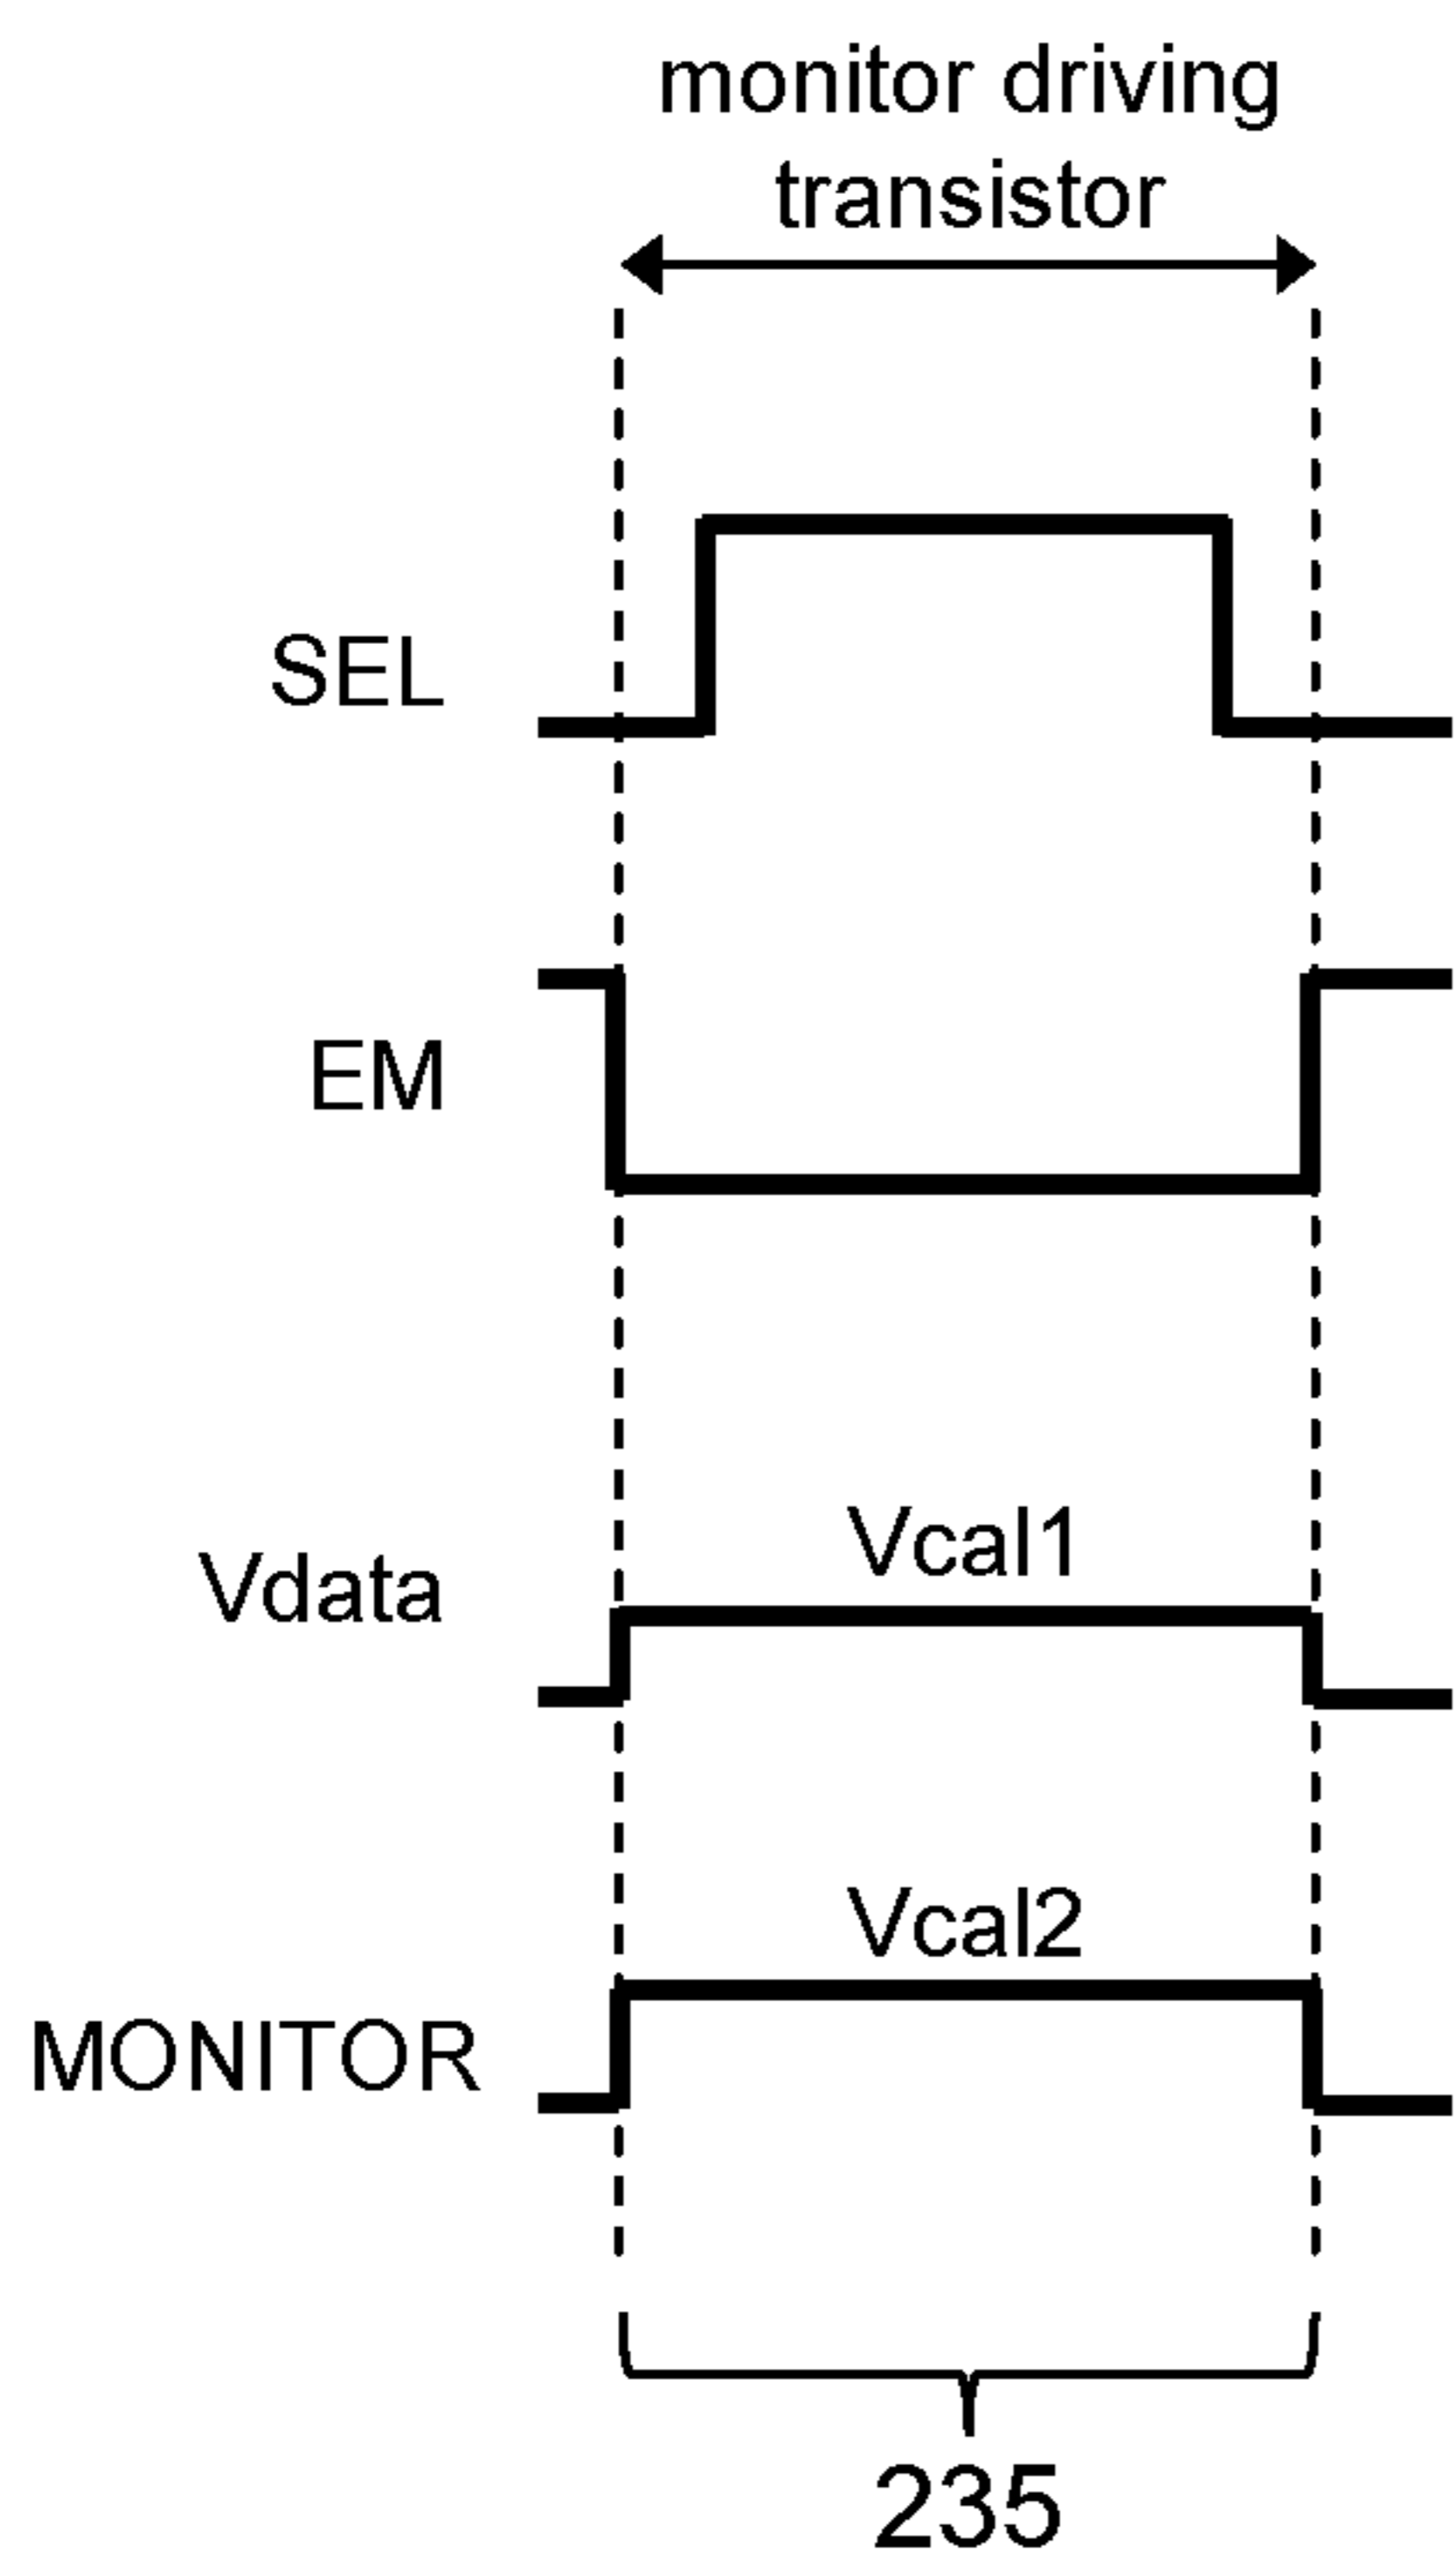 monitor driving
transistor
SEL
EM
Vcal1
Vdata
Vcal2
MONITOR
235